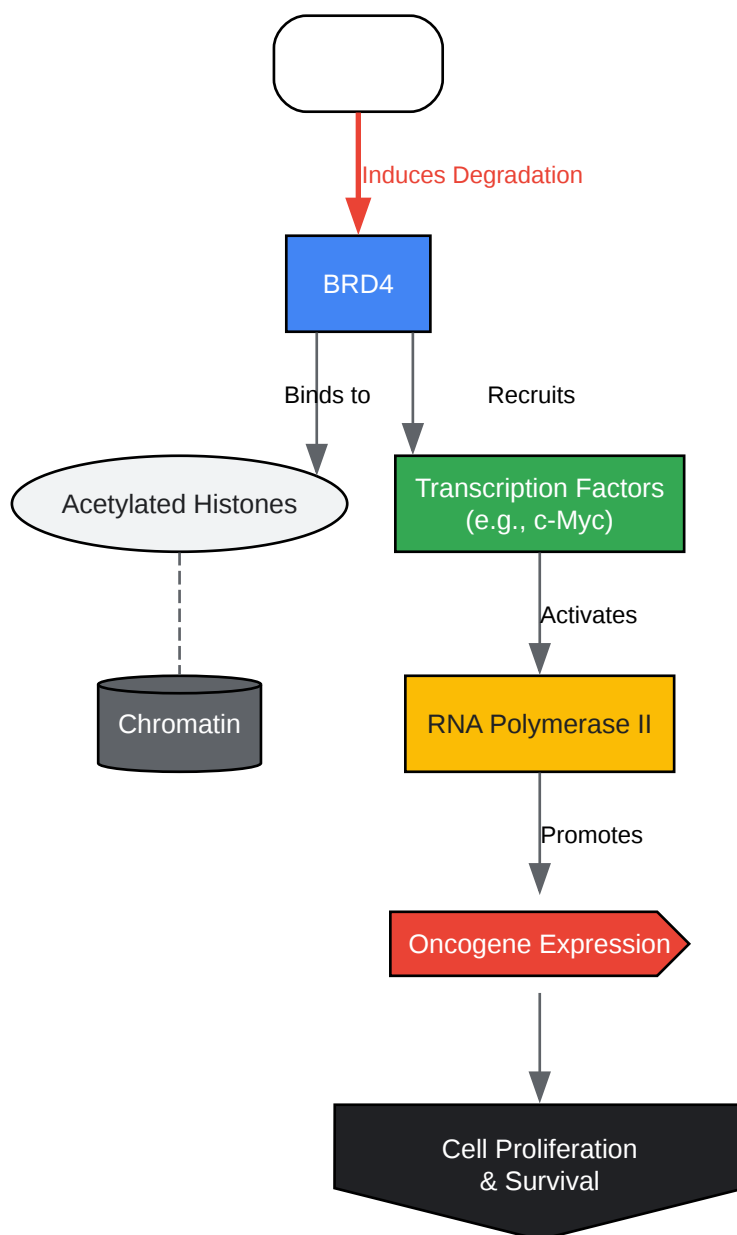 Induces Degradation
BRD4
Binds to
Recruits
Acetylated Histones
Transcription Factors
(e.g., c-Myc)
Activates
Chromatin
RNA Polymerase II
Promotes
Oncogene Expression
Cell Proliferation
& Survival